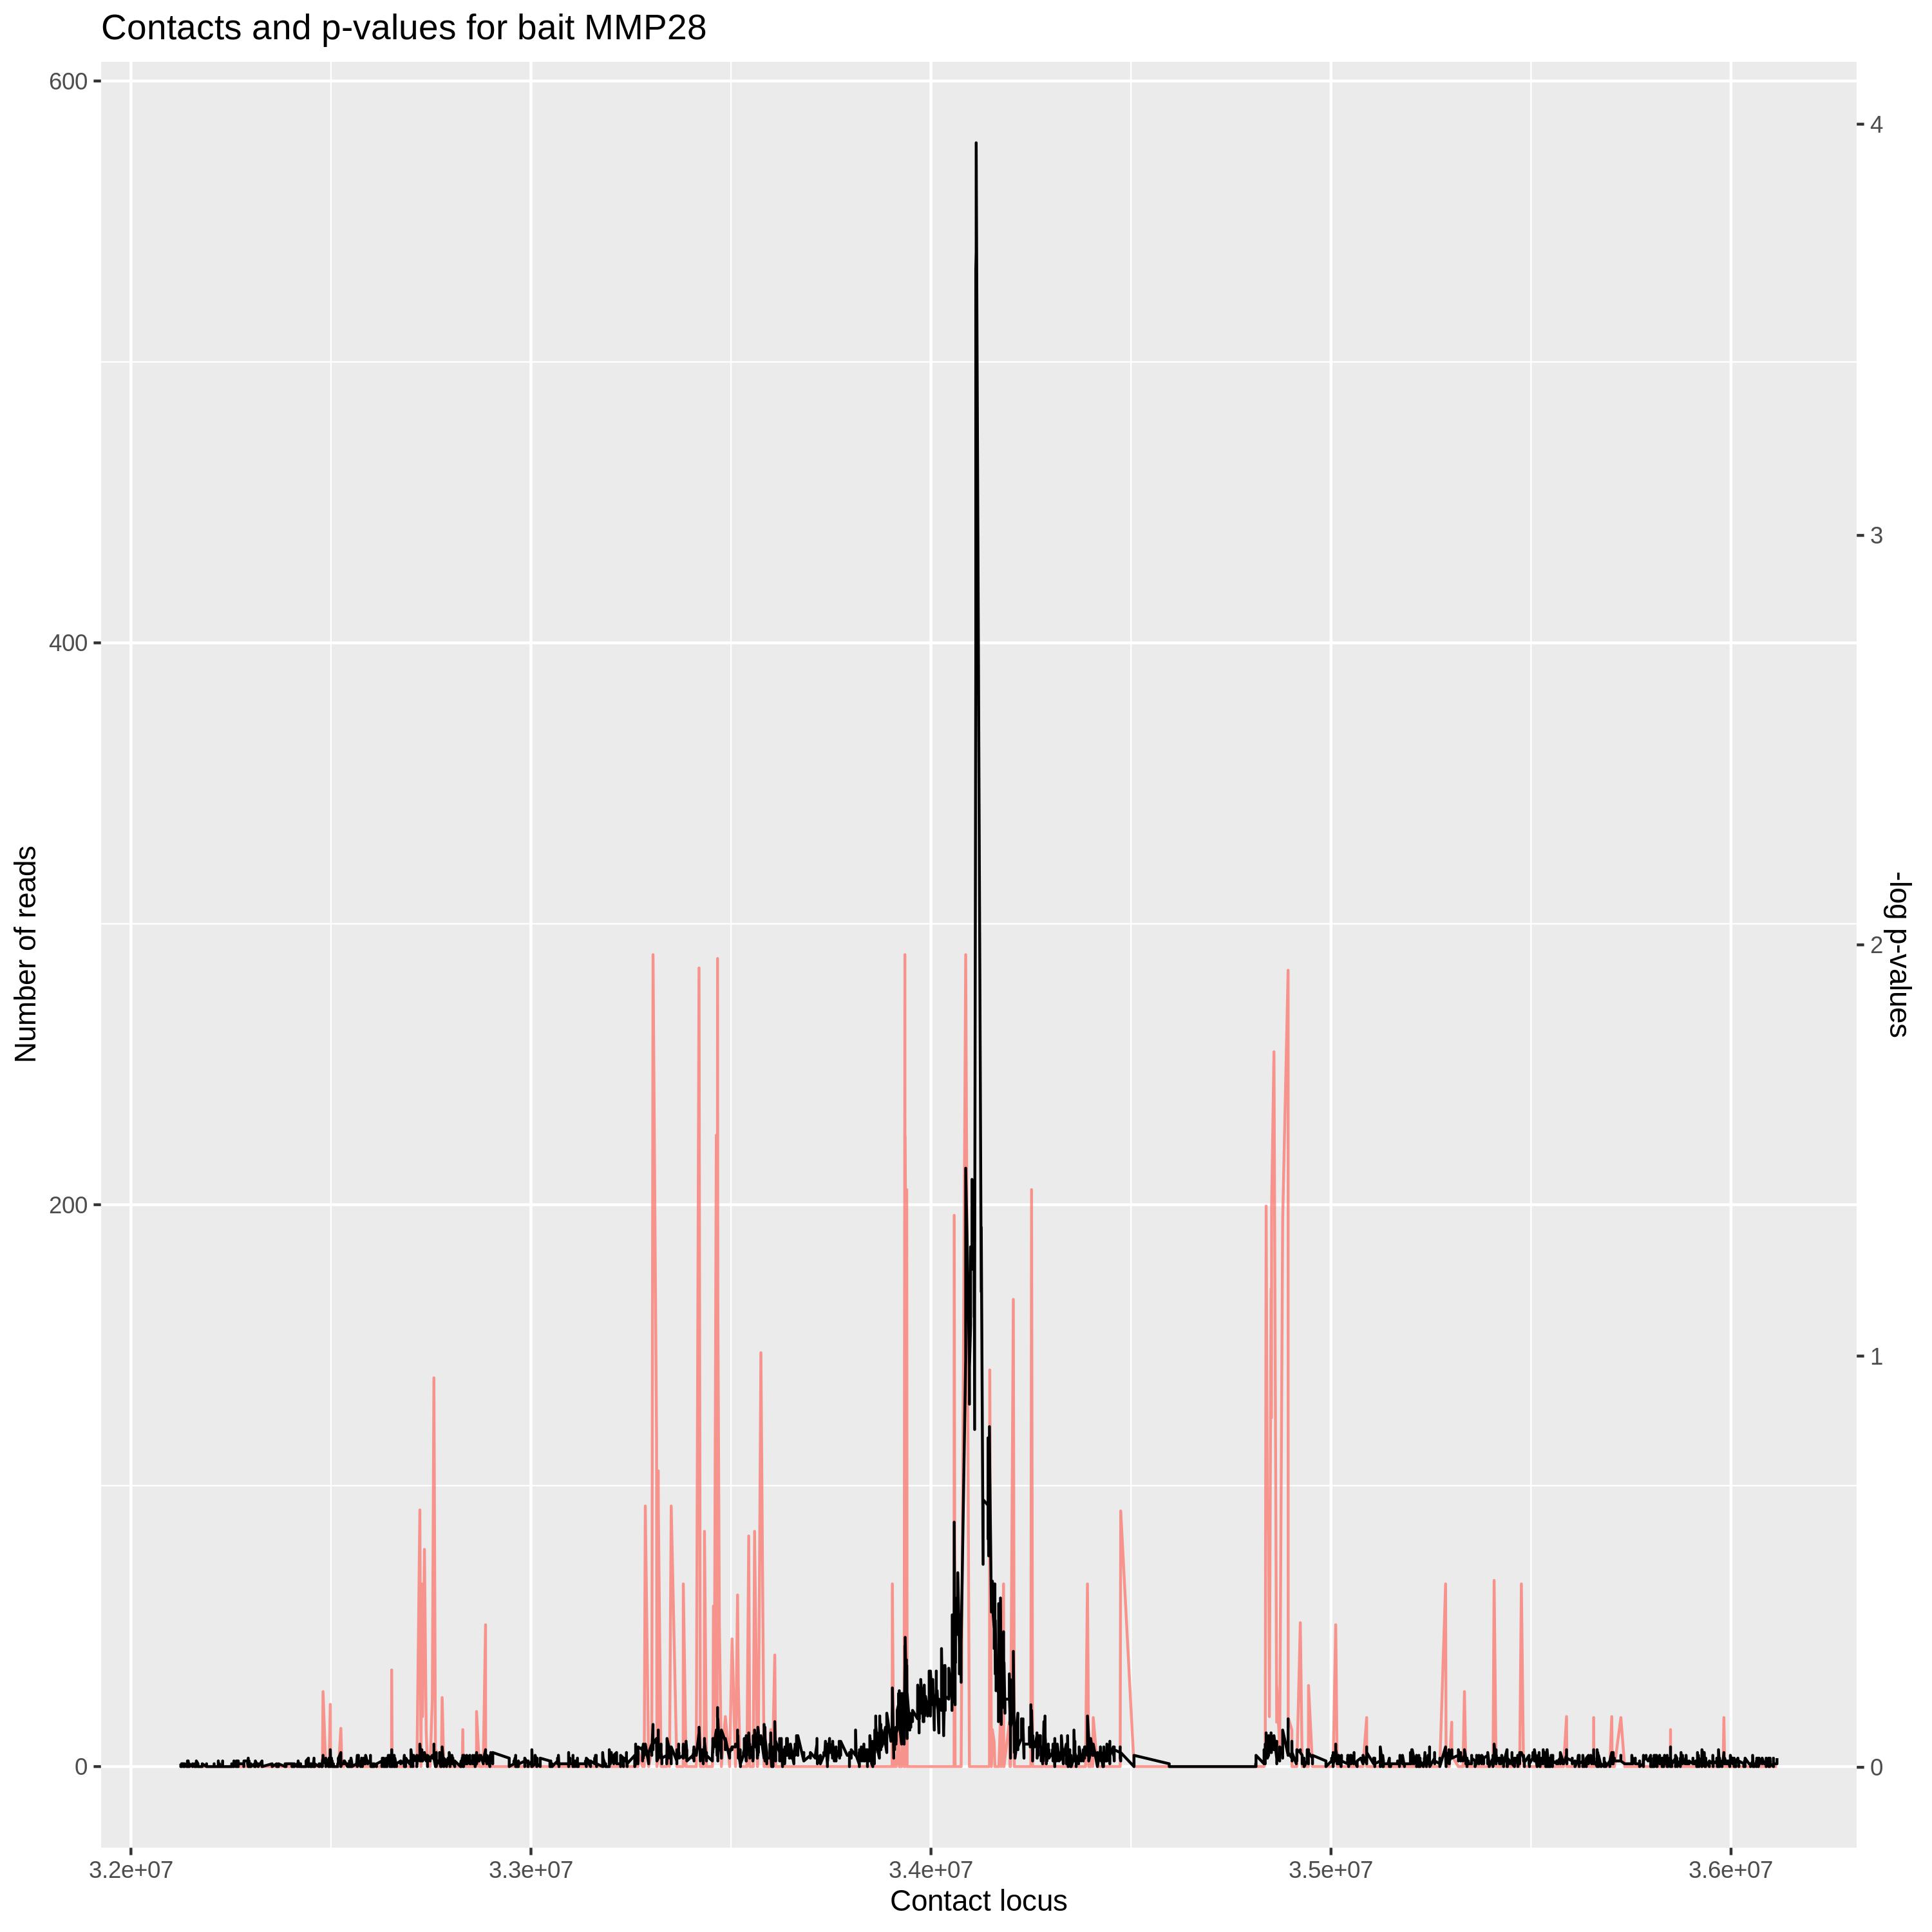 Contacts and p-values for bait MMP28
600
400
200
0
4
3
2
1
0
Number of reads
-log p-values
3.2e+07
3.3e+07
3.4e+07
3.5e+07
3.6e+07
Contact locus